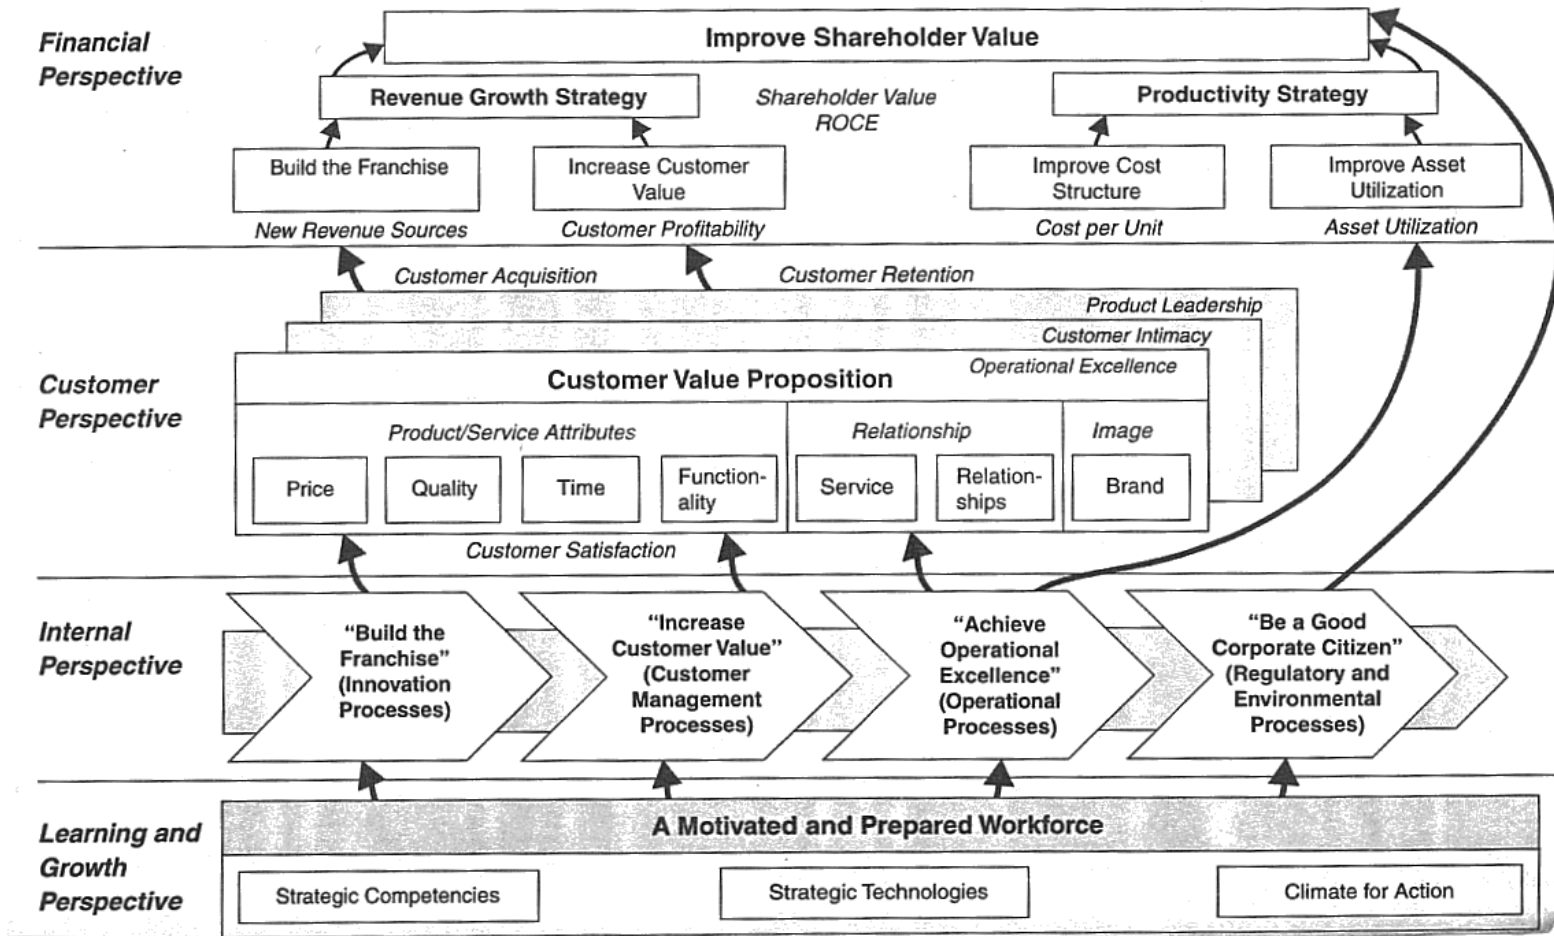 Financial
Perspective
Improve Shareholder Value
Revenue Growth Strategy
Shareholder Value
ROCE
Productivity Strategy
Build the Franchise
Increase Customer
Value
Improve Cost
Structure
Improve Asset
Utilization
New Revenue Sources
Customer Profitability
Cost per Unit
Asset Utilization
Customer Acquisition
Customer Retention
Product Leadership
Customer Intimacy
Operational Excellence
Customer
Perspective
Customer Value Proposition
Product/Service Attributes
Relationship
Image
Price
Quality
Time
Function-
ality
Service
Relation-
ships
Brand
Customer Satisfaction
Internal
Perspective
“Build the
Franchise”
(Innovation
Processes)
“Increase
Customer Value”
(Customer
Management
Processes)
“Achieve
Operational
Excellence”
(Operational
Processes)
“Be a Good
Corporate Citizen”
(Regulatory and
Environmental
Processes)
Learning and
Growth
Perspective
A Motivated and Prepared Workforce
Strategic Competencies
Strategic Technologies
Climate for Action